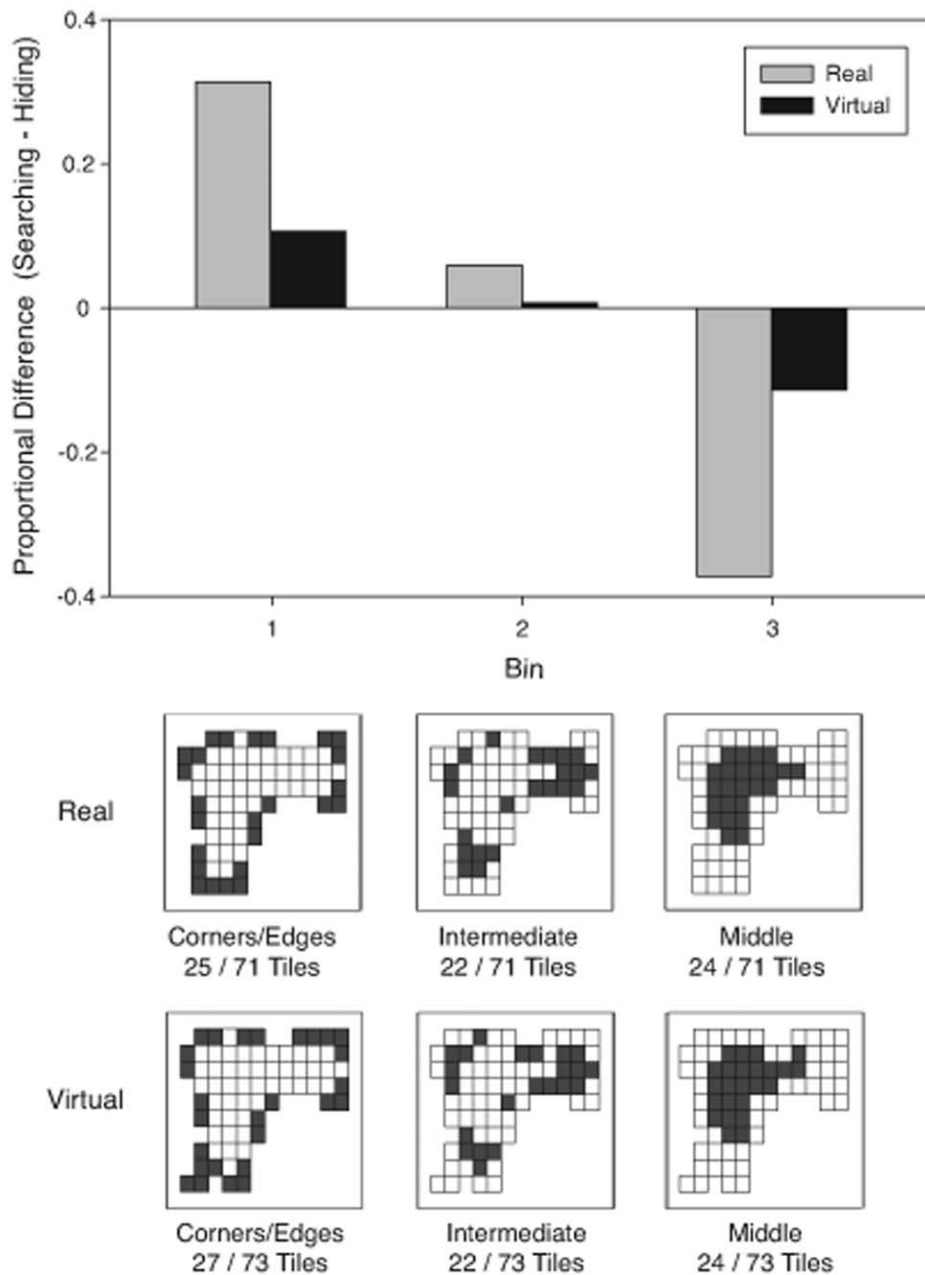 Proportional Difference (Searching - Hiding)
0.4
0.2
0
-0.2
-0.4
Real
Virtual
1
2
3
Bin
Real
Corners/Edges
25 / 71 Tiles
Intermediate
22 / 71 Tiles
Middle
24 / 71 Tiles
Virtual
Corners/Edges
27 / 73 Tiles
Intermediate
22 / 73 Tiles
Middle
24 / 73 Tiles